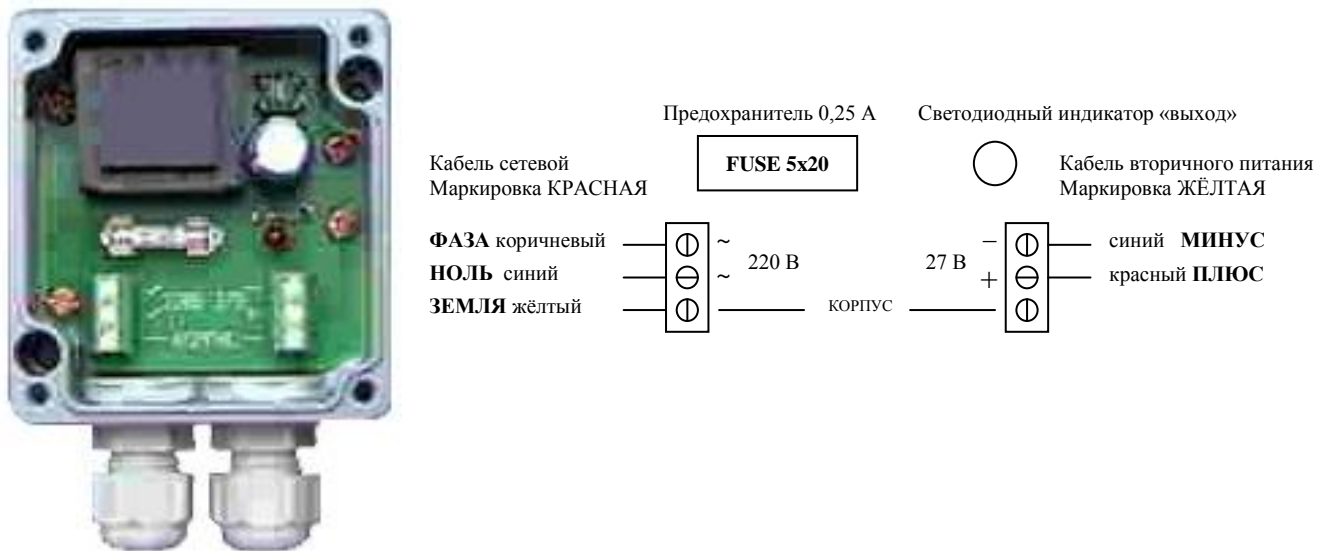 Предохранитель 0,25 А
Светодиодный индикатор «выход»
FUSE 5x20
Кабель сетевой
Маркировка КРАСНАЯ
Кабель вторичного питания
Маркировка ЖЁЛТАЯ
ФАЗА коричневый
НОЛЬ синий
ЗЕМЛЯ жёлтый
~
~
220 В
КОРПУС
27 В
–
+
синий МИНУС
красный ПЛЮС